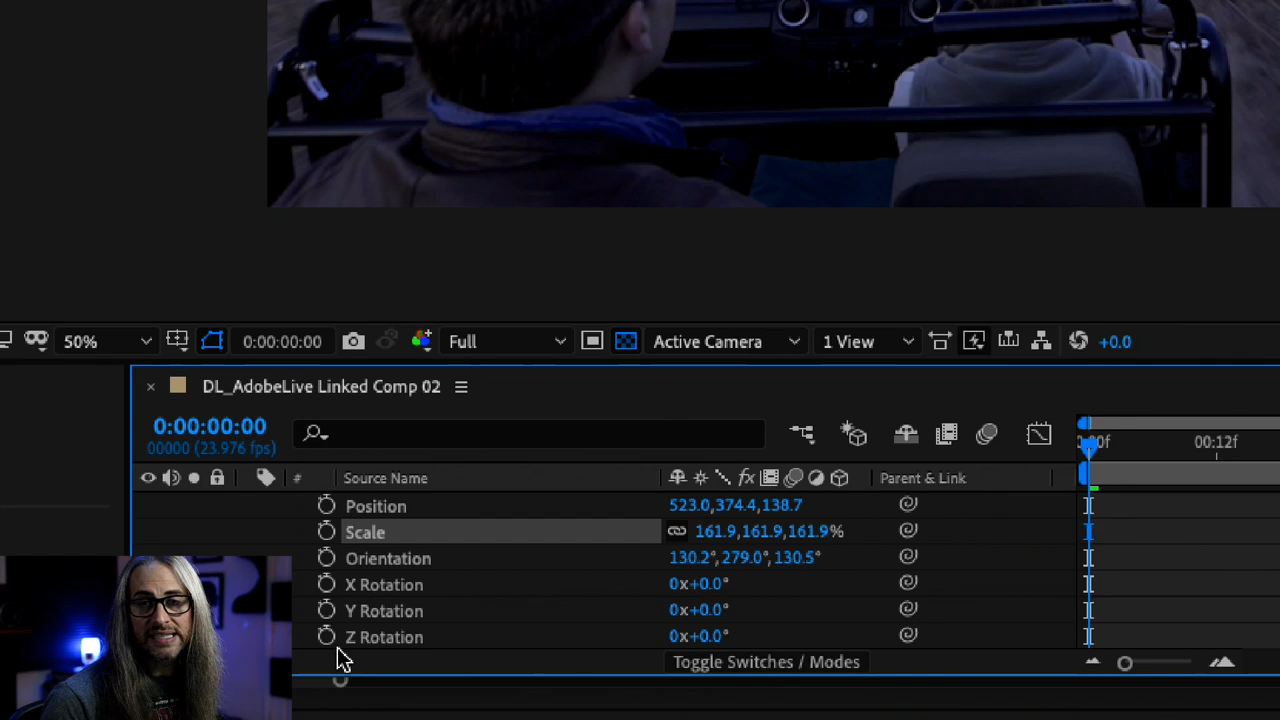 50% 0:00:00:00 Full Active Camera 1 View +0.0
× DL_AdobeLive Linked Comp 02
0:00:00:00
00000 (23.976 fps)
:00f 00:12f
# Source Name fx Parent & Link
Position 523.0,374.4,138.7
Scale 161.9,161.9,161.9%
Orientation 130.2°,279.0°,130.5°
X Rotation 0x+0.0°
Y Rotation 0x+0.0°
Z Rotation 0x+0.0°
Toggle Switches / Modes